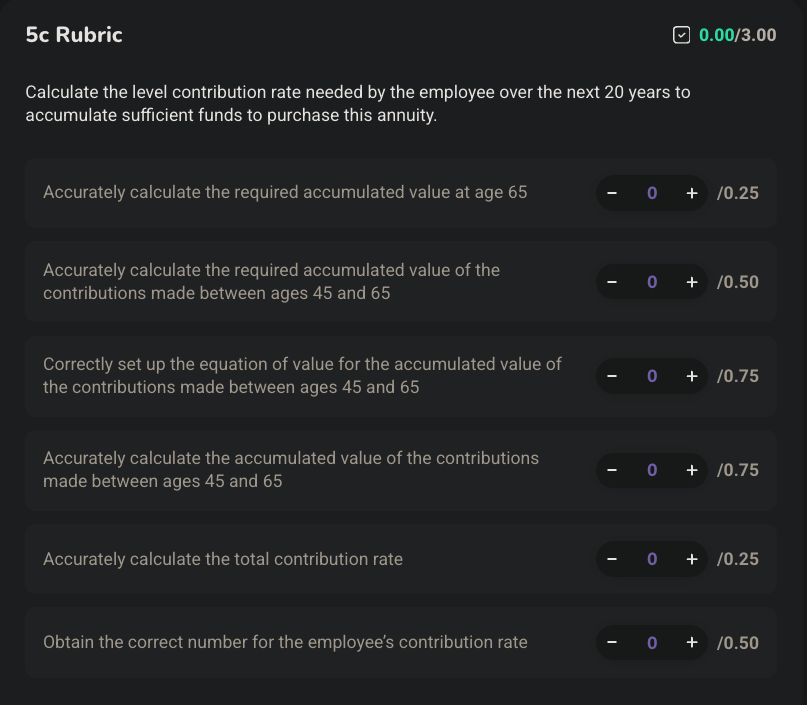 5c Rubric
0.00/3.00
Calculate the level contribution rate needed by the employee over the next 20 years to
accumulate sufficient funds to purchase this annuity.
Accurately calculate the required accumulated value at age 65
− 0 + /0.25
Accurately calculate the required accumulated value of the
contributions made between ages 45 and 65
− 0 + /0.50
Correctly set up the equation of value for the accumulated value of
the contributions made between ages 45 and 65
− 0 + /0.75
Accurately calculate the accumulated value of the contributions
made between ages 45 and 65
− 0 + /0.75
Accurately calculate the total contribution rate
− 0 + /0.25
Obtain the correct number for the employee’s contribution rate
− 0 + /0.50